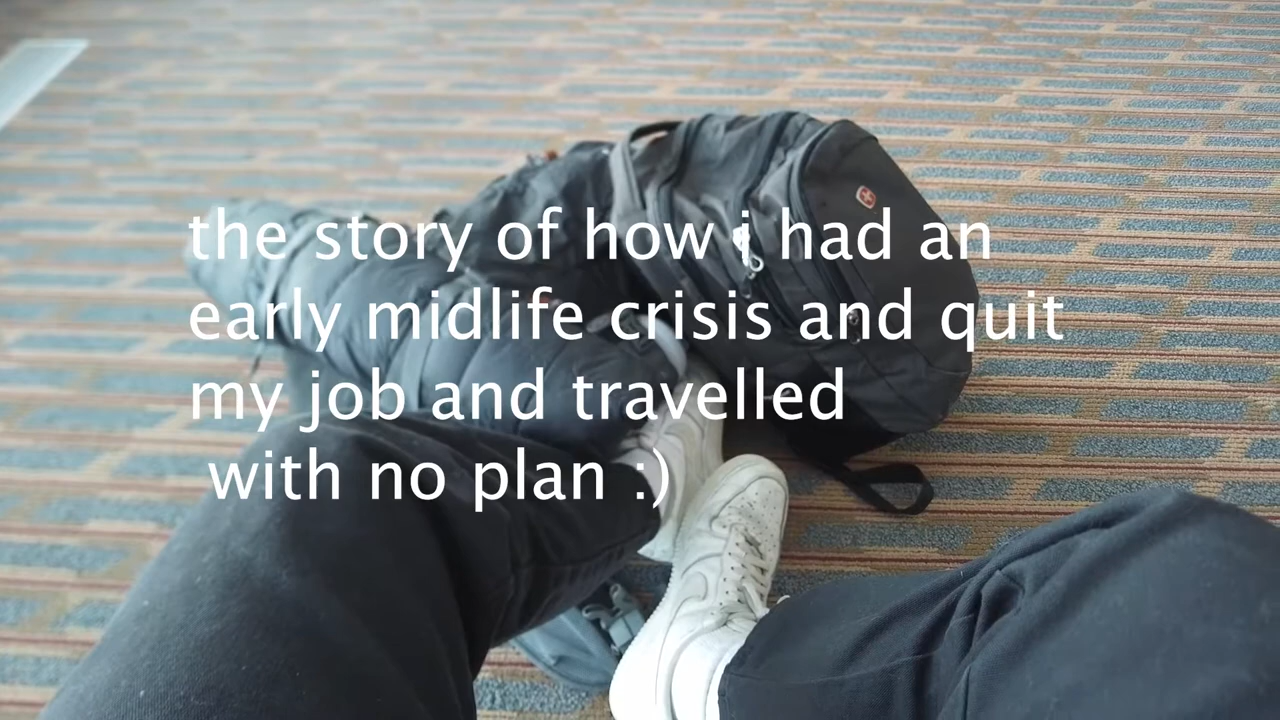 the story of how i had an
early midlife crisis and quit
my job and travelled
with no plan :)